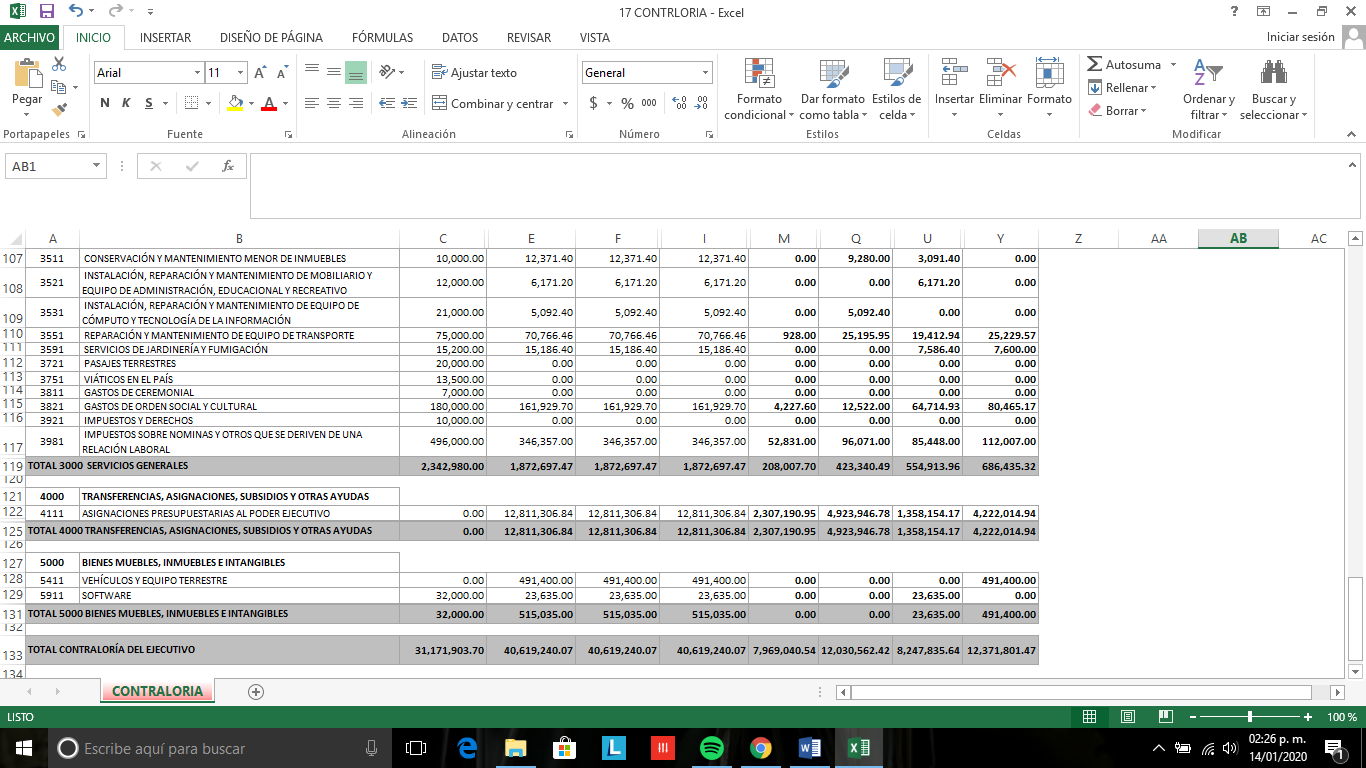 17 CONTRLORIA - Excel
ARCHIVO INICIO INSERTAR DISEÑO DE PÁGINA FÓRMULAS DATOS REVISAR VISTA Iniciar sesión
Arial 11 Ajustar texto General Autosuma
Pegar N K S Combinar y centrar $ % 000 Formato condicional Dar formato como tabla Estilos de celda Insertar Eliminar Formato Rellenar Borrar Ordenar y filtrar Buscar y seleccionar
Portapapeles Fuente Alineación Número Estilos Celdas Modificar
AB1 fx
A B C E F I M Q U Y Z AA AB AC
107 3511 CONSERVACIÓN Y MANTENIMIENTO MENOR DE INMUEBLES 10,000.00 12,371.40 12,371.40 12,371.40 0.00 9,280.00 3,091.40 0.00
108 3521 INSTALACIÓN, REPARACIÓN Y MANTENIMIENTO DE MOBILIARIO Y EQUIPO DE ADMINISTRACIÓN, EDUCACIONAL Y RECREATIVO 12,000.00 6,171.20 6,171.20 6,171.20 0.00 0.00 6,171.20 0.00
109 3531 INSTALACIÓN, REPARACIÓN Y MANTENIMIENTO DE EQUIPO DE CÓMPUTO Y TECNOLOGÍA DE LA INFORMACIÓN 21,000.00 5,092.40 5,092.40 5,092.40 0.00 5,092.40 0.00 0.00
110 3551 REPARACIÓN Y MANTENIMIENTO DE EQUIPO DE TRANSPORTE 75,000.00 70,766.46 70,766.46 70,766.46 928.00 25,195.95 19,412.94 25,229.57
111 3591 SERVICIOS DE JARDINERÍA Y FUMIGACIÓN 15,200.00 15,186.40 15,186.40 15,186.40 0.00 0.00 7,586.40 7,600.00
112 3721 PASAJES TERRESTRES 20,000.00 0.00 0.00 0.00 0.00 0.00 0.00 0.00
113 3751 VIÁTICOS EN EL PAÍS 13,500.00 0.00 0.00 0.00 0.00 0.00 0.00 0.00
114 3811 GASTOS DE CEREMONIAL 7,000.00 0.00 0.00 0.00 0.00 0.00 0.00 0.00
115 3821 GASTOS DE ORDEN SOCIAL Y CULTURAL 180,000.00 161,929.70 161,929.70 161,929.70 4,227.60 12,522.00 64,714.93 80,465.17
116 3921 IMPUESTOS Y DERECHOS 10,000.00 0.00 0.00 0.00 0.00 0.00 0.00 0.00
117 3981 IMPUESTOS SOBRE NOMINAS Y OTROS QUE SE DERIVEN DE UNA RELACIÓN LABORAL 496,000.00 346,357.00 346,357.00 346,357.00 52,831.00 96,071.00 85,448.00 112,007.00
119 TOTAL 3000 SERVICIOS GENERALES 2,342,980.00 1,872,697.47 1,872,697.47 1,872,697.47 208,007.70 423,340.49 554,913.96 686,435.32
120
121 4000 TRANSFERENCIAS, ASIGNACIONES, SUBSIDIOS Y OTRAS AYUDAS
122 4111 ASIGNACIONES PRESUPUESTARIAS AL PODER EJECUTIVO 0.00 12,811,306.84 12,811,306.84 12,811,306.84 2,307,190.95 4,923,946.78 1,358,154.17 4,222,014.94
125 TOTAL 4000 TRANSFERENCIAS, ASIGNACIONES, SUBSIDIOS Y OTRAS AYUDAS 0.00 12,811,306.84 12,811,306.84 12,811,306.84 2,307,190.95 4,923,946.78 1,358,154.17 4,222,014.94
126
127 5000 BIENES MUEBLES, INMUEBLES E INTANGIBLES
128 5411 VEHÍCULOS Y EQUIPO TERRESTRE 0.00 491,400.00 491,400.00 491,400.00 0.00 0.00 0.00 491,400.00
129 5911 SOFTWARE 32,000.00 23,635.00 23,635.00 23,635.00 0.00 0.00 23,635.00 0.00
131 TOTAL 5000 BIENES MUEBLES, INMUEBLES E INTANGIBLES 32,000.00 515,035.00 515,035.00 515,035.00 0.00 0.00 23,635.00 491,400.00
132
133 TOTAL CONTRALORÍA DEL EJECUTIVO 31,171,903.70 40,619,240.07 40,619,240.07 40,619,240.07 7,969,040.54 12,030,562.42 8,247,835.64 12,371,801.47
134
CONTRALORIA
LISTO 100 %
Escribe aquí para buscar
02:26 p. m.
14/01/2020
1